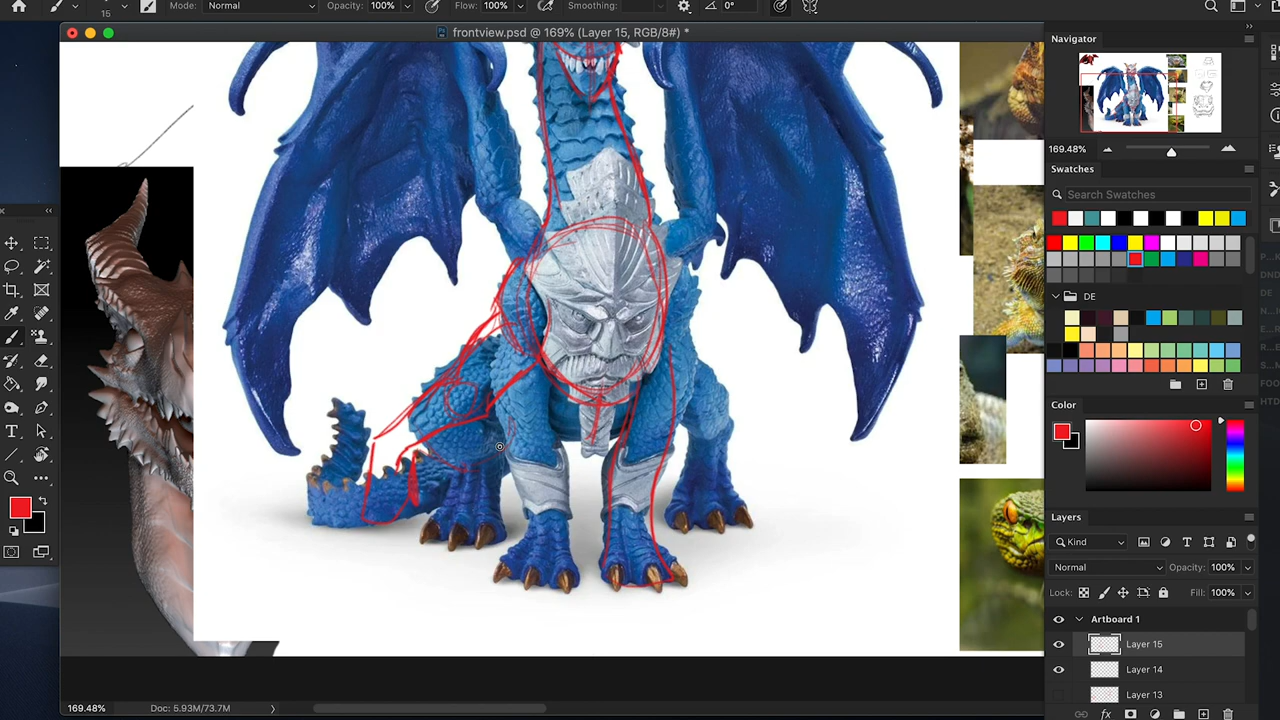 15
Mode:
Normal
Opacity:
100%
Flow:
100%
Smoothing:
0°
frontview.psd @ 169% (Layer 15, RGB/8#) *
Navigator
169.48%
Swatches
Search Swatches
DE
Color
Layers
Kind
Normal
Opacity:
100%
Lock:
Fill:
100%
Artboard 1
Layer 15
Layer 14
Layer 13
169.48%
Doc: 5.93M/73.7M